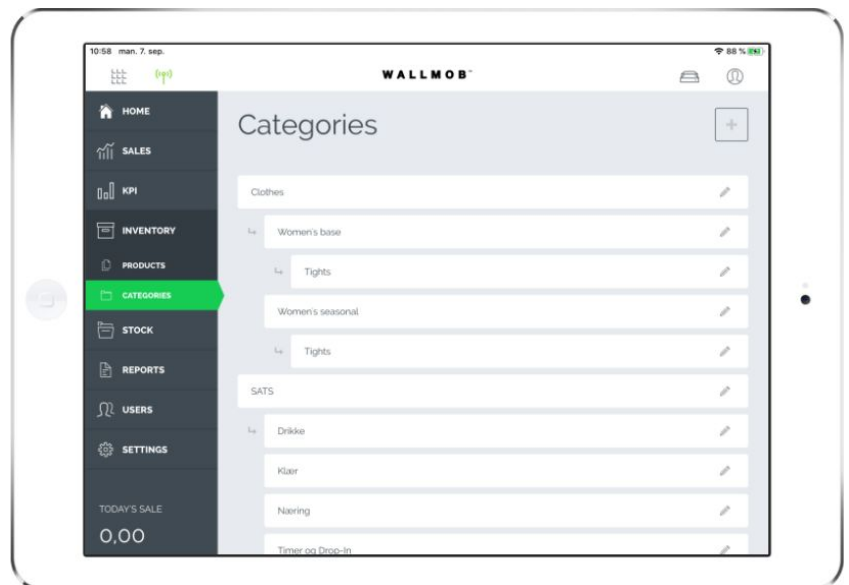 10:58 man. 7. sep.
88 %
WALLMOB™
HOME
SALES
KPI
INVENTORY
PRODUCTS
CATEGORIES
STOCK
REPORTS
USERS
SETTINGS
TODAY'S SALE
0,00
Categories
+
Clothes
Women's base
Tights
Women's seasonal
Tights
SATS
Drikke
Klær
Næring
Timer og Drop-In